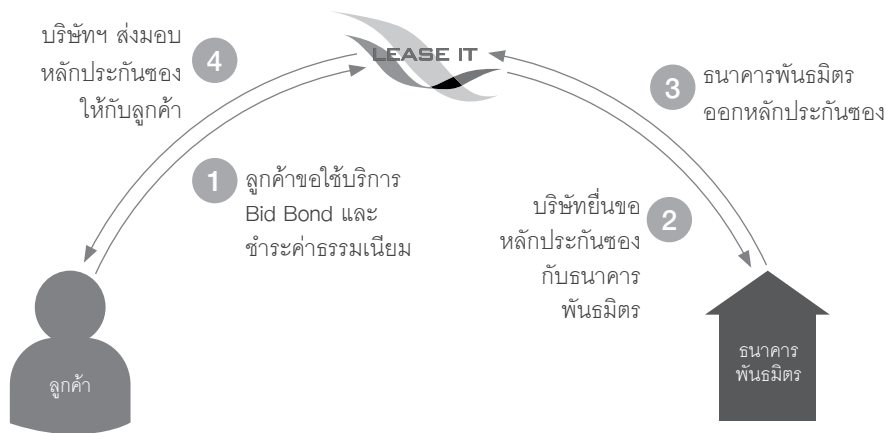 LEASE IT
4
บริษัทฯ ส่งมอบ
หลักประกันซอง
ให้กับลูกค้า
3
ธนาคารพันธมิตร
ออกหลักประกันซอง
1
ลูกค้าขอใช้บริการ
Bid Bond และ
ชำระค่าธรรมเนียม
2
บริษัทยื่นขอ
หลักประกันซอง
กับธนาคาร
พันธมิตร
ลูกค้า
ธนาคาร
พันธมิตร